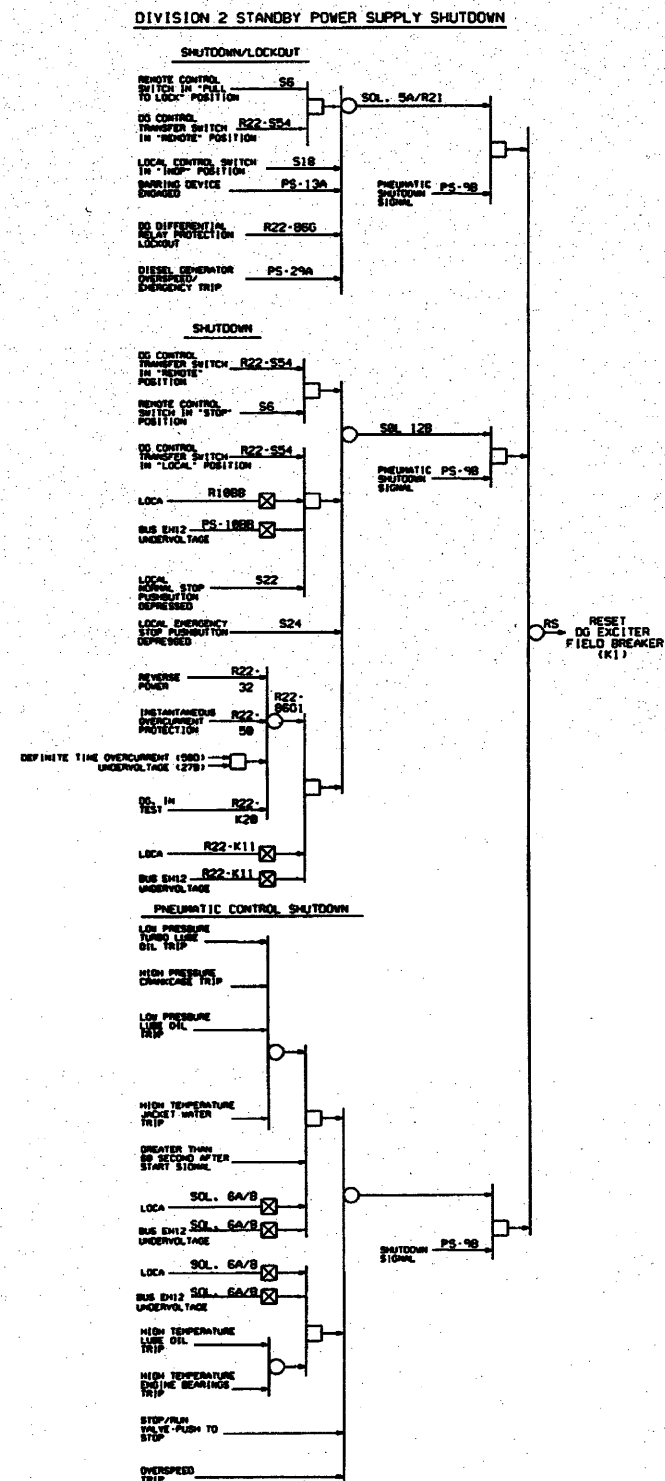 DIVISION 2 STANDBY POWER SUPPLY SHUTDOWN
SHUTDOWN/LOCKOUT
REMOTE CONTROL
SWITCH IN "PULL
TO LOCK" POSITION
S6
DG CONTROL
TRANSFER SWITCH
IN "REMOTE" POSITION
R22-S54
SOL. 5A/R21
LOCAL CONTROL SWITCH
IN "INOP" POSITION
S18
BARRING DEVICE
ENGAGED
PS-13A
PNEUMATIC
SHUTDOWN
SIGNAL
PS-9B
DG DIFFERENTIAL
RELAY PROTECTION
LOCKOUT
R22-86G
DIESEL GENERATOR
OVERSPEED/
EMERGENCY TRIP
PS-29A
SHUTDOWN
DG CONTROL
TRANSFER SWITCH
IN "REMOTE"
POSITION
R22-S54
REMOTE CONTROL
SWITCH IN "STOP"
POSITION
S6
SOL 12B
DG CONTROL
TRANSFER SWITCH
IN "LOCAL" POSITION
R22-S54
PNEUMATIC
SHUTDOWN
SIGNAL
PS-9B
LOCA
R10BB
BUS EH12
UNDERVOLTAGE
PS-10BB
LOCAL
NORMAL STOP
PUSHBUTTON
DEPRESSED
S22
LOCAL EMERGENCY
STOP PUSHBUTTON
DEPRESSED
S24
RS
RESET
DG EXCITER
FIELD BREAKER
(K1)
REVERSE
POWER
R22-
32
INSTANTANEOUS
OVERCURRENT
PROTECTION
R22-
50
R22-
86G1
DEFINITE TIME OVERCURRENT (50D)
UNDERVOLTAGE (27B)
DG. IN
TEST
R22-
K20
LOCA
R22-K11
BUS EH12
UNDERVOLTAGE
R22-K11
PNEUMATIC CONTROL SHUTDOWN
LOW PRESSURE
TURBO LUBE
OIL TRIP
HIGH PRESSURE
CRANKCASE TRIP
LOW PRESSURE
LUBE OIL
TRIP
HIGH TEMPERATURE
JACKET WATER
TRIP
GREATER THAN
60 SECOND AFTER
START SIGNAL
LOCA
SOL. 6A/B
BUS EH12
UNDERVOLTAGE
SOL. 6A/B
SHUTDOWN
SIGNAL
PS-9B
LOCA
SOL. 6A/B
BUS EH12
UNDERVOLTAGE
SOL. 6A/B
HIGH TEMPERATURE
LUBE OIL
TRIP
HIGH TEMPERATURE
ENGINE BEARINGS
TRIP
STOP/RUN
VALVE-PUSH TO
STOP
OVERSPEED
TRIP